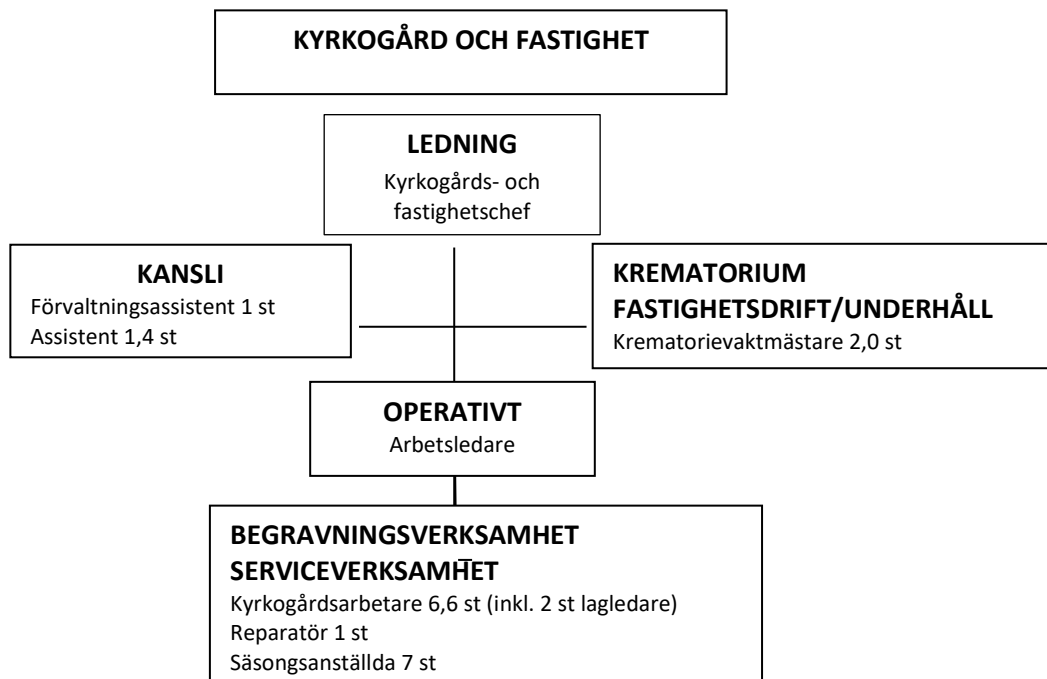 KYRKOGÅRD OCH FASTIGHET
LEDNING
Kyrkogårds- och
fastighetschef
KANSLI
Förvaltningsassistent 1 st
Assistent 1,4 st
KREMATORIUM
FASTIGHETSDRIFT/UNDERHÅLL
Krematorievaktmästare 2,0 st
OPERATIVT
Arbetsledare
BEGRAVNINGSVERKSAMHET
SERVICEVERKSAMHET
Kyrkogårdsarbetare 6,6 st (inkl. 2 st lagledare)
Reparatör 1 st
Säsongsanställda 7 st